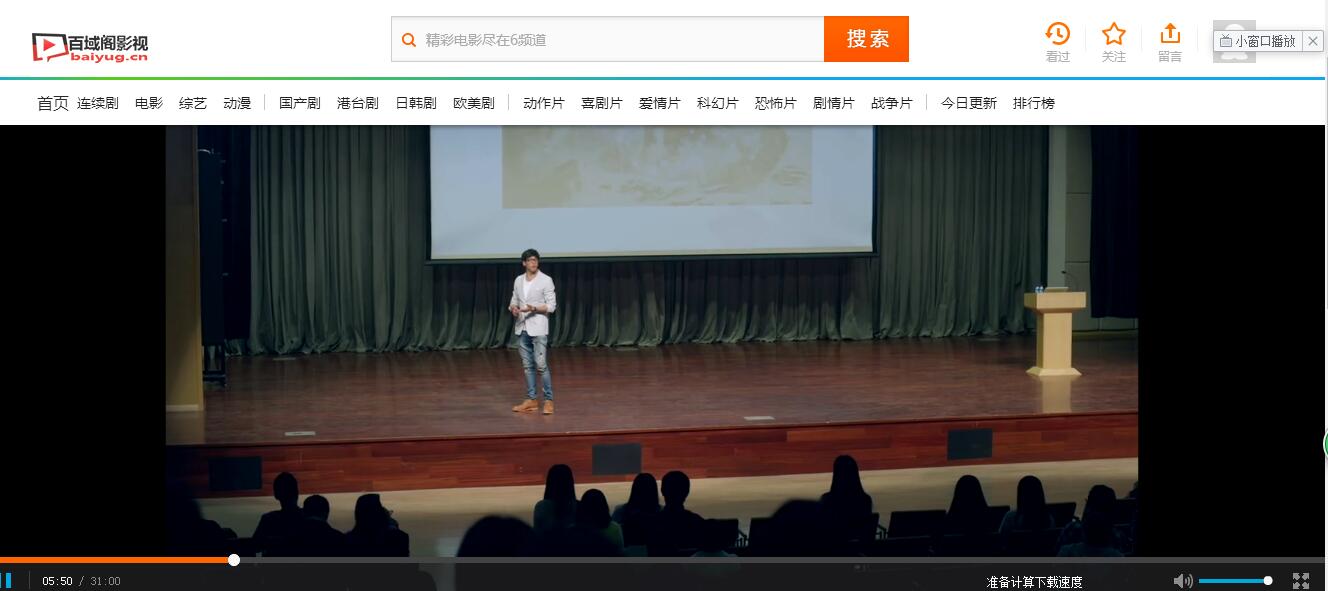 百域阁影视
baiyug.cn
精彩电影尽在6频道
搜索
看过
关注
留言
小窗口播放
首页 连续剧 电影 综艺 动漫 国产剧 港台剧 日韩剧 欧美剧 动作片 喜剧片 爱情片 科幻片 恐怖片 剧情片 战争片 今日更新 排行榜
05:50 / 31:00
准备计算下载速度